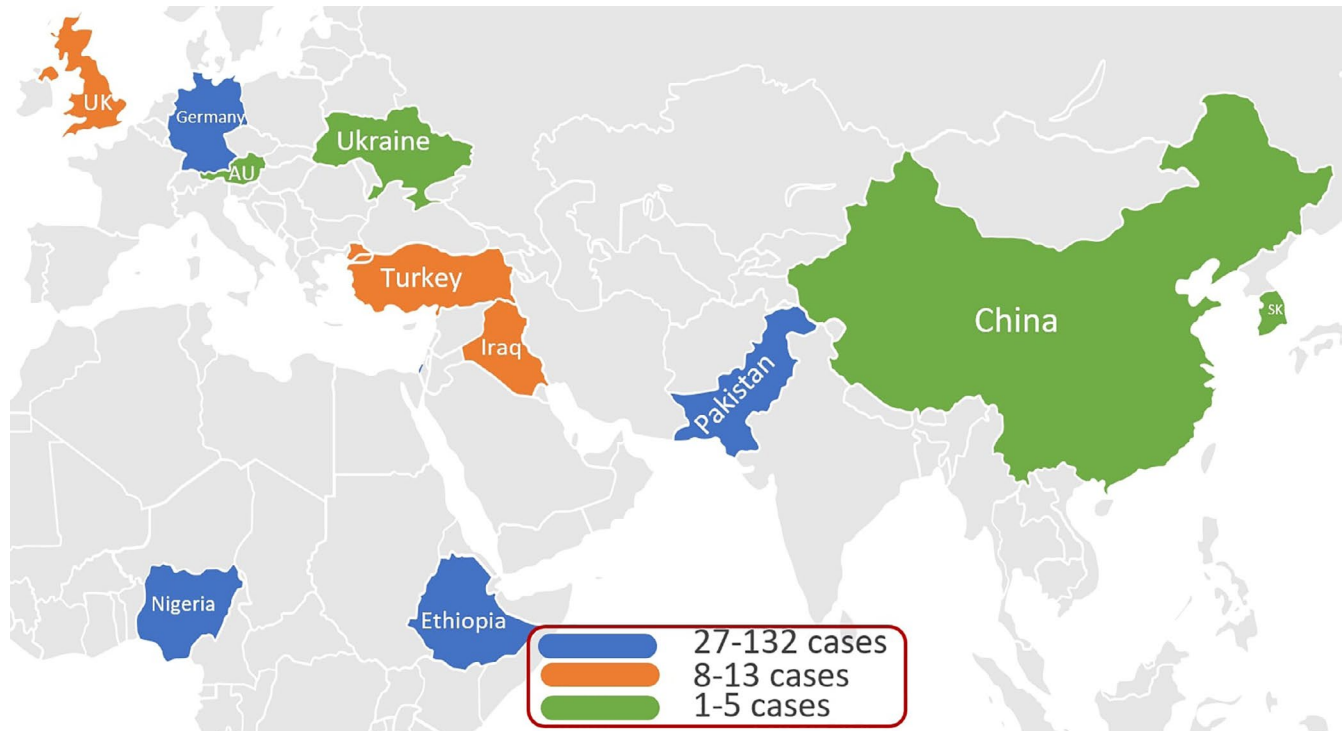 UK
Germany
AU
Ukraine
Turkey
Iraq
Pakistan
China
SK
Nigeria
Ethiopia
27-132 cases
8-13 cases
1-5 cases